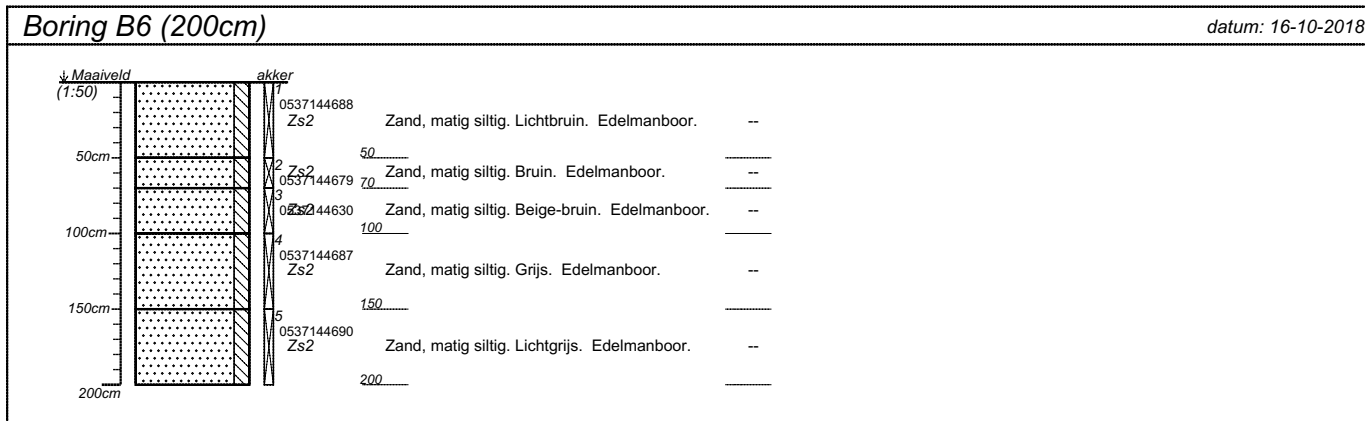 Boring B6 (200cm) datum: 16-10-2018
Maaiveld akker
(1:50) 1
0537144688
Zs2 Zand, matig siltig. Lichtbruin. Edelmanboor. --
50cm 50
2 Zs2 Zand, matig siltig. Bruin. Edelmanboor. --
0537144679 70
3
0537144630 Zs2 Zand, matig siltig. Beige-bruin. Edelmanboor. --
100cm 100
4
0537144687
Zs2 Zand, matig siltig. Grijs. Edelmanboor. --
150cm 150
5
0537144690
Zs2 Zand, matig siltig. Lichtgrijs. Edelmanboor. --
200cm 200